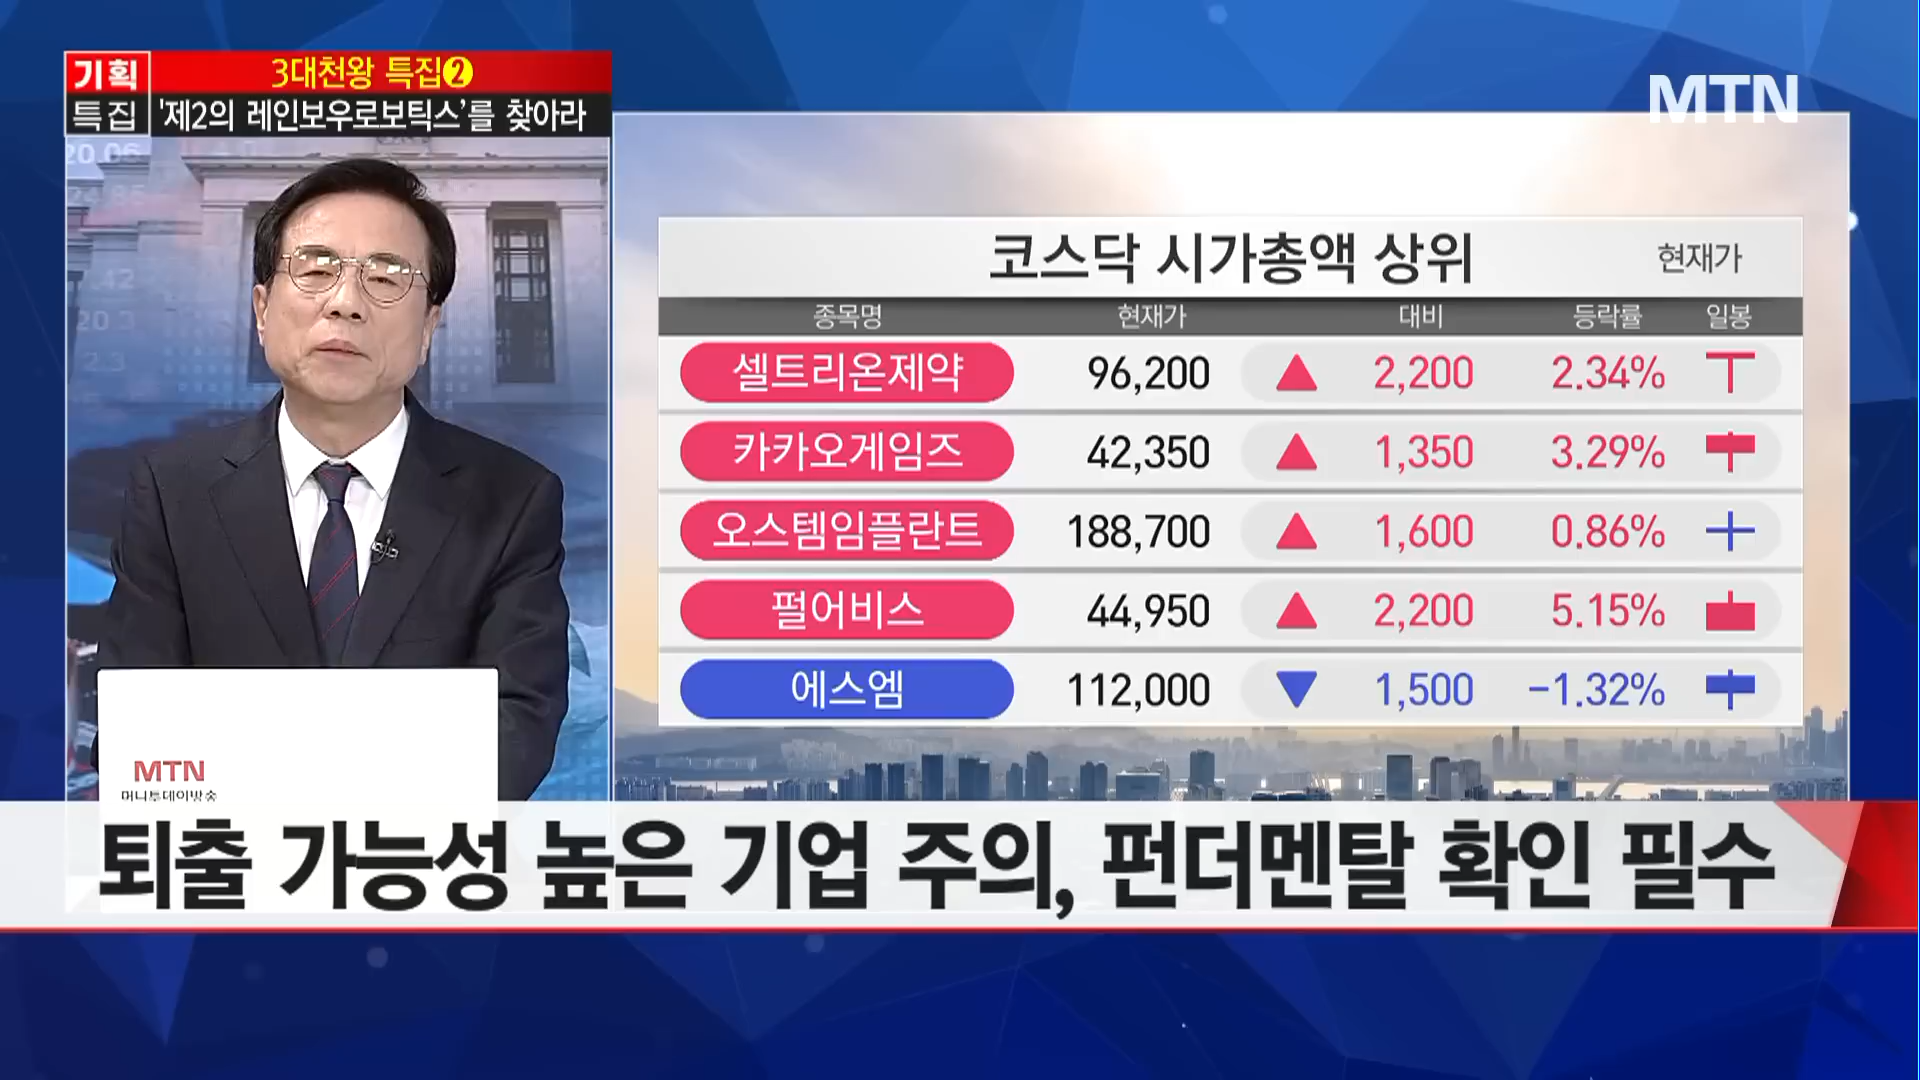 기획
특집
3대천왕 특집❷
'제2의 레인보우로보틱스'를 찾아라
MTN
20.06
코스닥 시가총액 상위
현재가
종목명 현재가 대비 등락률 일봉
셀트리온제약 96,200 ▲ 2,200 2.34%
카카오게임즈 42,350 ▲ 1,350 3.29%
오스템임플란트 188,700 ▲ 1,600 0.86%
펄어비스 44,950 ▲ 2,200 5.15%
에스엠 112,000 ▼ 1,500 -1.32%
MTN
머니투데이방송
퇴출 가능성 높은 기업 주의, 펀더멘탈 확인 필수